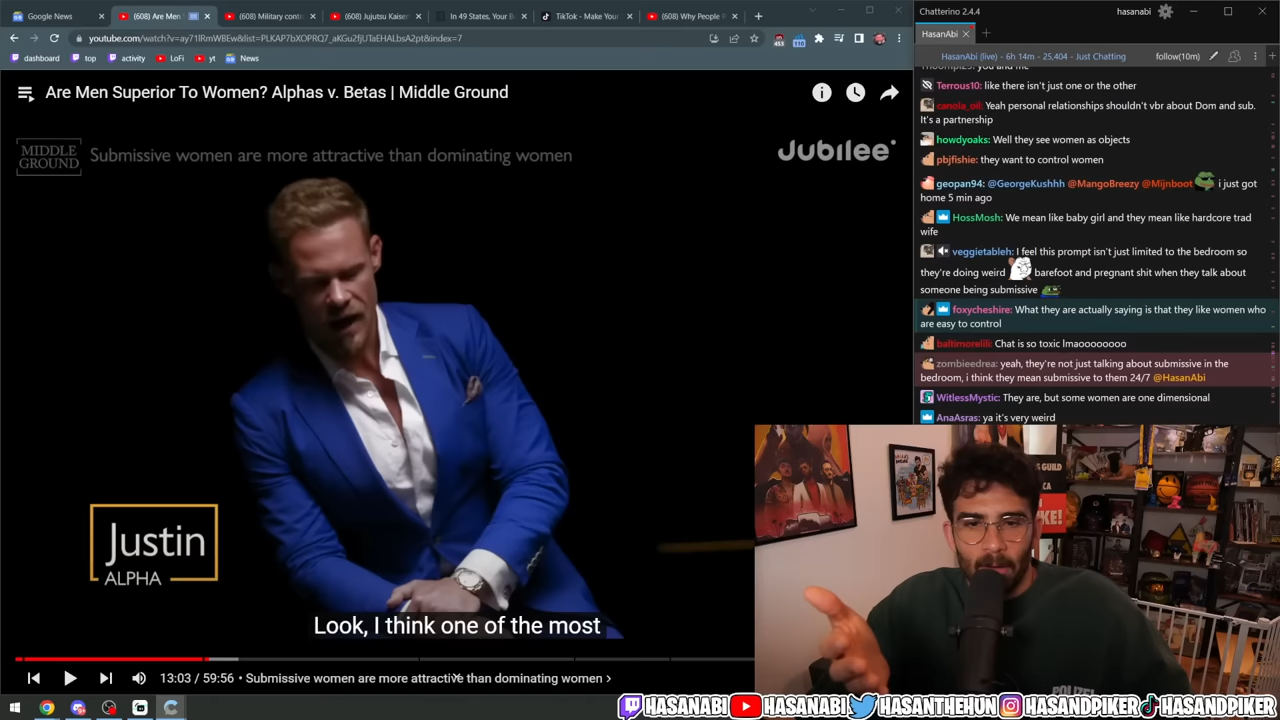 Google News
(608) Are Men
(608) Military contr
(608) Jujutsu Kaiser
In 49 States, Your B
TikTok - Make Your
(608) Why People F
youtube.com/watch?v=ay71lRmWBEw&list=PLKAP7bXOPRQ7_aKGu2fjUTaEHALbsA2pt&index=7
dashboard
top
activity
LoFi
yt
News
Are Men Superior To Women? Alphas v. Betas | Middle Ground
MIDDLE
GROUND
Submissive women are more attractive than dominating women
Jubilee
Justin
ALPHA
Look, I think one of the most
13:03 / 59:56 • Submissive women are more attractive than dominating women
Chatterino 2.4.4
hasanabi
HasanAbi
HasanAbi (live) - 6h 14m - 25,404 - Just Chatting
follow(10m)
Terrous10: like there isn't just one or the other
canola_oil: Yeah personal relationships shouldn't vbr about Dom and sub.
It's a partnership
howdyoaks: Well they see women as objects
pbjfishie: they want to control women
geopan94: @GeorgeKushhh @MangoBreezy @Mijnboot i just got
home 5 min ago
HossMosh: We mean like baby girl and they mean like hardcore trad
wife
veggietableh: I feel this prompt isn't just limited to the bedroom so
they're doing weird barefoot and pregnant shit when they talk about
someone being submissive
foxycheshire: What they are actually saying is that they like women who
are easy to control
baltimorelili: Chat is so toxic lmaoooooooo
zombieedrea: yeah, they're not just talking about submissive in the
bedroom, i think they mean submissive to them 24/7 @HasanAbi
WitlessMystic: They are, but some women are one dimensional
AnaAsras: ya it's very weird
GUILD
CA
KE!
POLIZEI
HASANABI
HASANABI
HASANTHEHUN
HASANDPIKER
HASANDPIKER